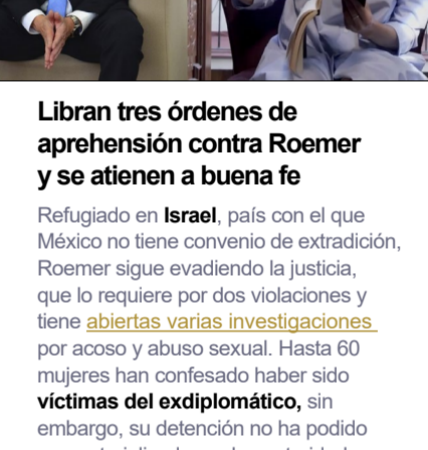 Libran tres órdenes de
aprehensión contra Roemer
y se atienen a buena fe
Refugiado en Israel, país con el que
México no tiene convenio de extradición,
Roemer sigue evadiendo la justicia,
que lo requiere por dos violaciones y
tiene abiertas varias investigaciones
por acoso y abuso sexual. Hasta 60
mujeres han confesado haber sido
víctimas del exdiplomático, sin
embargo, su detención no ha podido